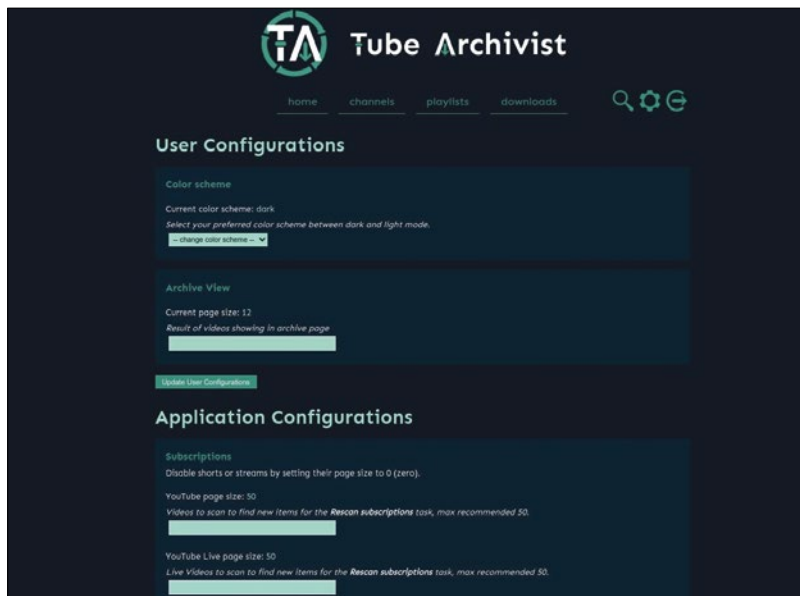 TA Tube Archivist
home channels playlists downloads
User Configurations
Color scheme
Current color scheme: dark
Select your preferred color scheme between dark and light mode.
-- change color scheme --
Archive View
Current page size: 12
Result of videos showing in archive page
Update User Configurations
Application Configurations
Subscriptions
Disable shorts or streams by setting their page size to 0 (zero).
YouTube page size: 50
Videos to scan to find new items for the Rescan subscriptions task, max recommended 50.
YouTube Live page size: 50
Live Videos to scan to find new items for the Rescan subscriptions task, max recommended 50.